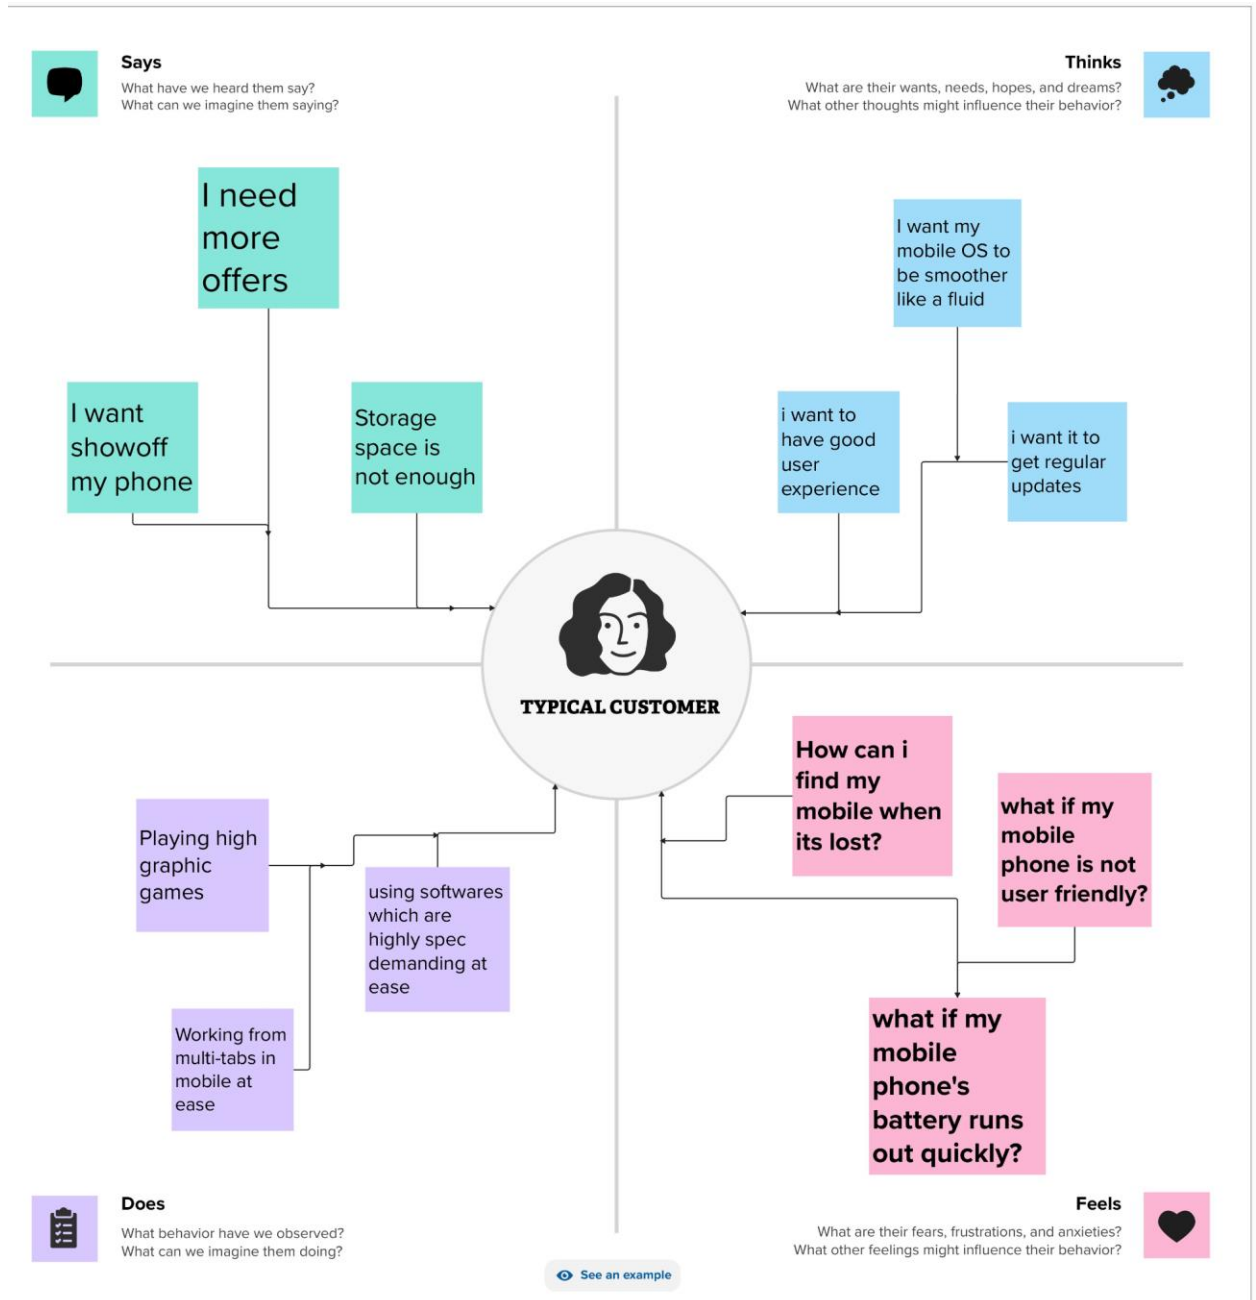 Says
What have we heard them say?
What can we imagine them saying?
Thinks
What are their wants, needs, hopes, and dreams?
What other thoughts might influence their behavior?
I need
more
offers
I want
showoff
my phone
Storage
space is
not enough
I want my
mobile OS to
be smoother
like a fluid
i want to
have good
user
experience
i want it to
get regular
updates
TYPICAL CUSTOMER
Playing high
graphic
games
using softwares
which are
highly spec
demanding at
ease
Working from
multi-tabs in
mobile at
ease
How can i
find my
mobile when
its lost?
what if my
mobile
phone is not
user friendly?
what if my
mobile
phone's
battery runs
out quickly?
Does
What behavior have we observed?
What can we imagine them doing?
Feels
What are their fears, frustrations, and anxieties?
What other feelings might influence their behavior?
See an example